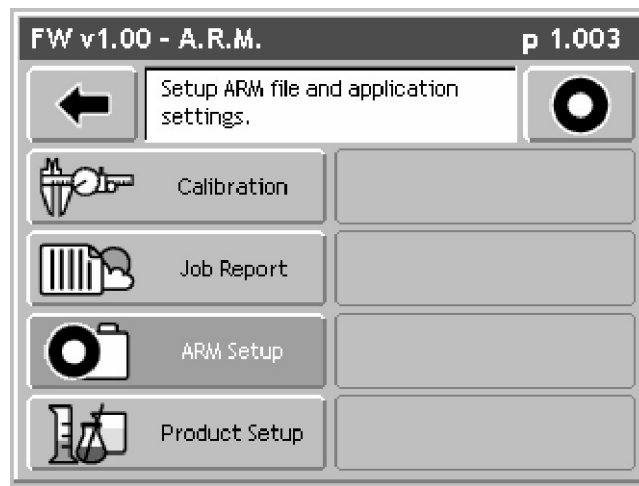 FW v1.00 - A.R.M. p 1.003
Setup ARM file and application
settings.
Calibration
Job Report
ARM Setup
Product Setup